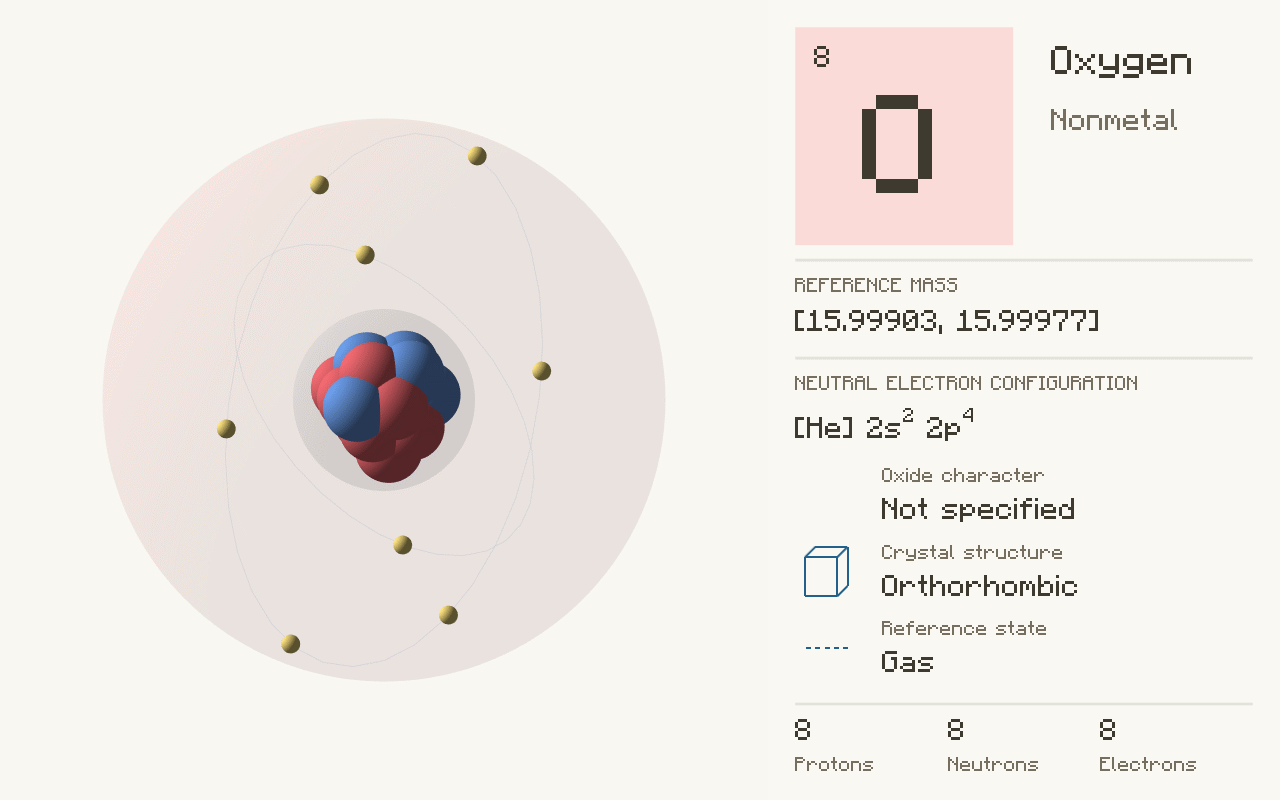 8
O
Oxygen
Nonmetal
REFERENCE MASS
[15.99903, 15.99977]
NEUTRAL ELECTRON CONFIGURATION
[He] 2s² 2p⁴
Oxide character
Not specified
Crystal structure
Orthorhombic
Reference state
Gas
8 8 8
Protons Neutrons Electrons